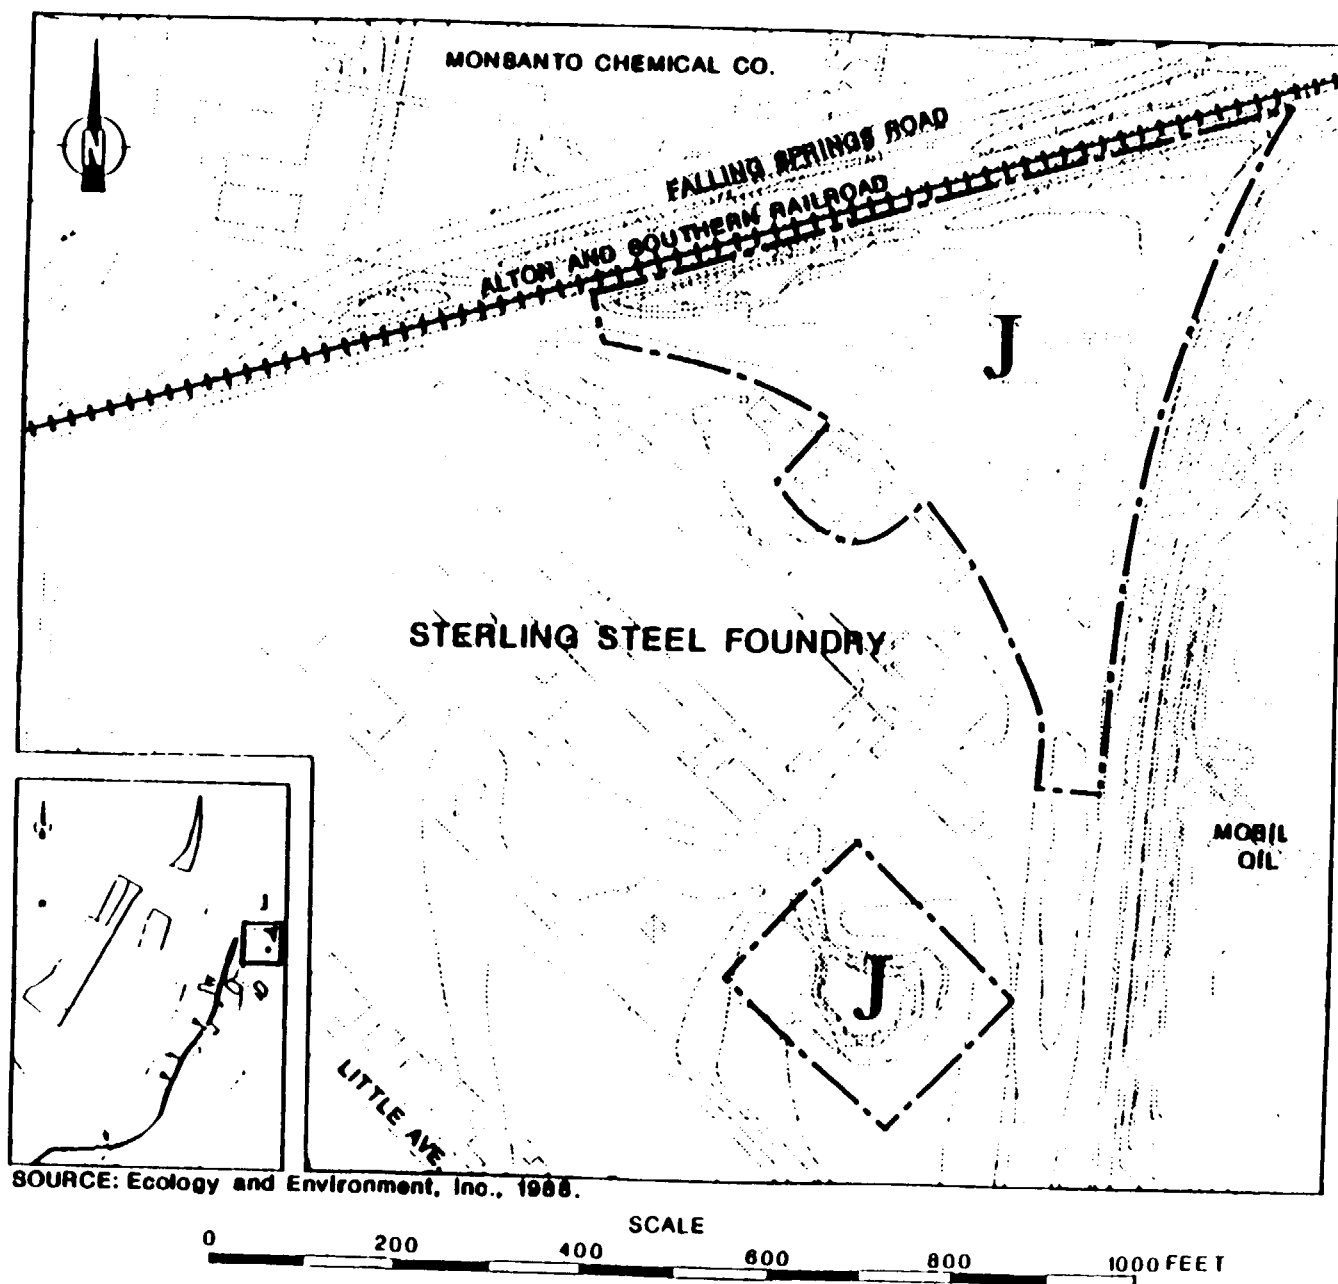 MONSANTO CHEMICAL CO.
N
FALLING SPRINGS ROAD
ALTON AND SOUTHERN RAILROAD
J
STERLING STEEL FOUNDRY
MOBIL
OIL
J
J
LITTLE AVE
SOURCE: Ecology and Environment, Inc., 1988.
SCALE
0 200 400 600 800 1000 FEET